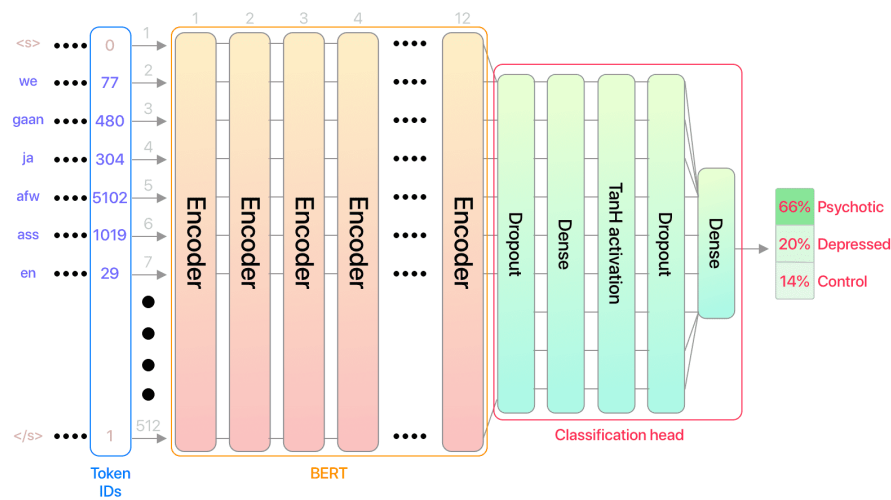 1 2 3 4 12
<s> 0 1
we 77 2
gaan 480 3
ja 304 4
afw 5102 5
ass 1019 6
en 29 7
</s> 1 512
Encoder
Encoder
Encoder
Encoder
Encoder
Dropout
Dense
TanH activation
Dropout
Dense
66% Psychotic
20% Depressed
14% Control
Token
IDs
BERT
Classification head